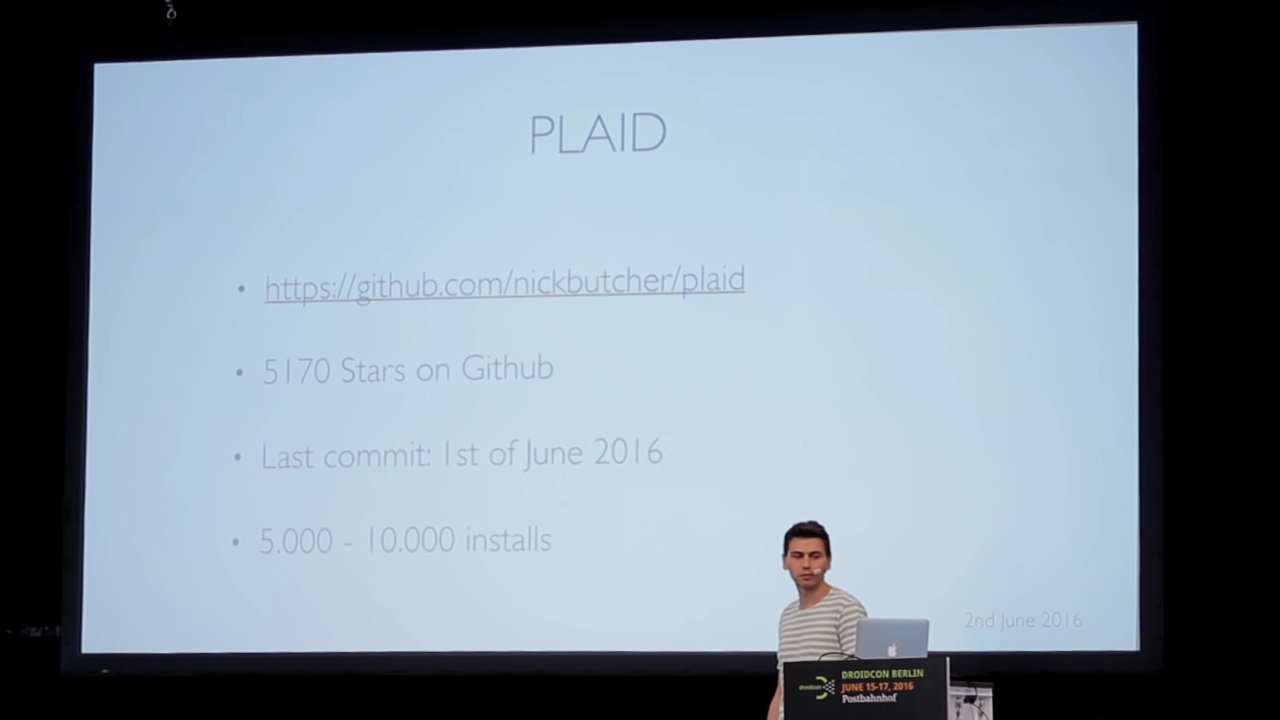 PLAID
• https://github.com/nickbutcher/plaid
• 5170 Stars on Github
• Last commit: 1st of June 2016
• 5.000 - 10.000 installs
2nd June 2016
droidcon
DROIDCON BERLIN
JUNE 15-17, 2016
Postbahnhof